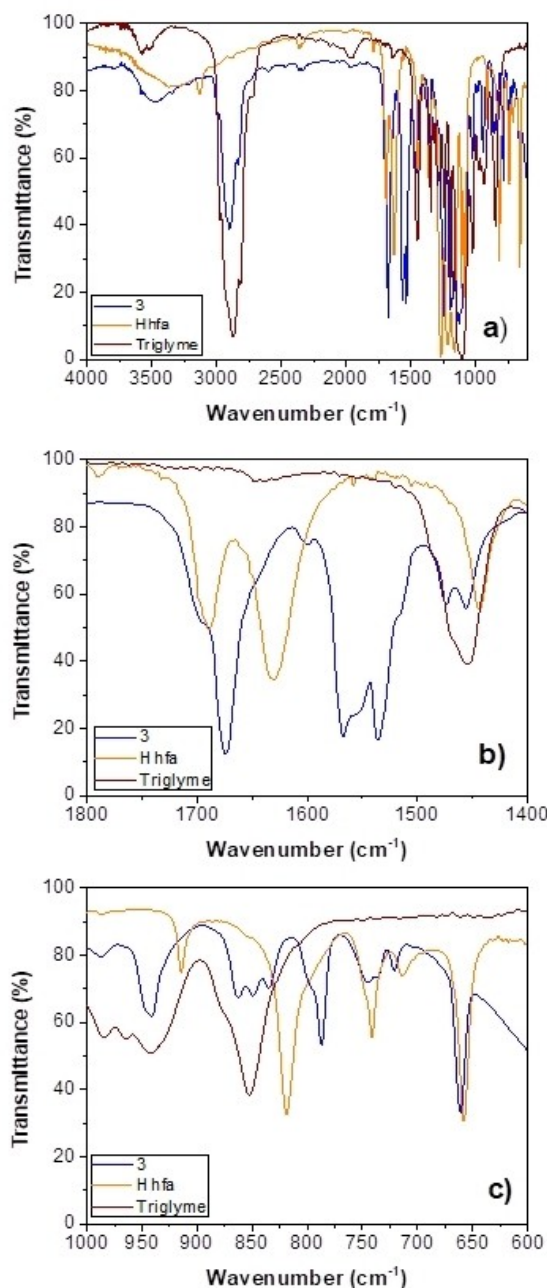 100
80
60
40
20
0
Transmittance (%)
3
Hhfa
Triglyme
a)
4000 3500 3000 2500 2000 1500 1000
Wavenumber (cm⁻¹)
100
80
60
40
20
0
Transmittance (%)
3
Hhfa
Triglyme
b)
1800 1700 1600 1500 1400
Wavenumber (cm⁻¹)
100
80
60
40
20
0
Transmittance (%)
3
Hhfa
Triglyme
c)
1000 950 900 850 800 750 700 650 600
Wavenumber (cm⁻¹)